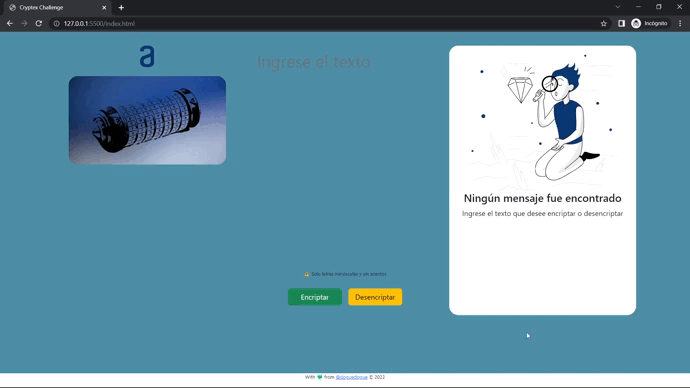 Cryptex Challenge
127.0.0.1:5500/index.html
Incógnito
a
Ingrese el texto
Ningún mensaje fue encontrado
Ingrese el texto que desee encriptar o desencriptar
Solo letras minúsculas y sin acentos
Encriptar
Desencriptar
With from
© 2022